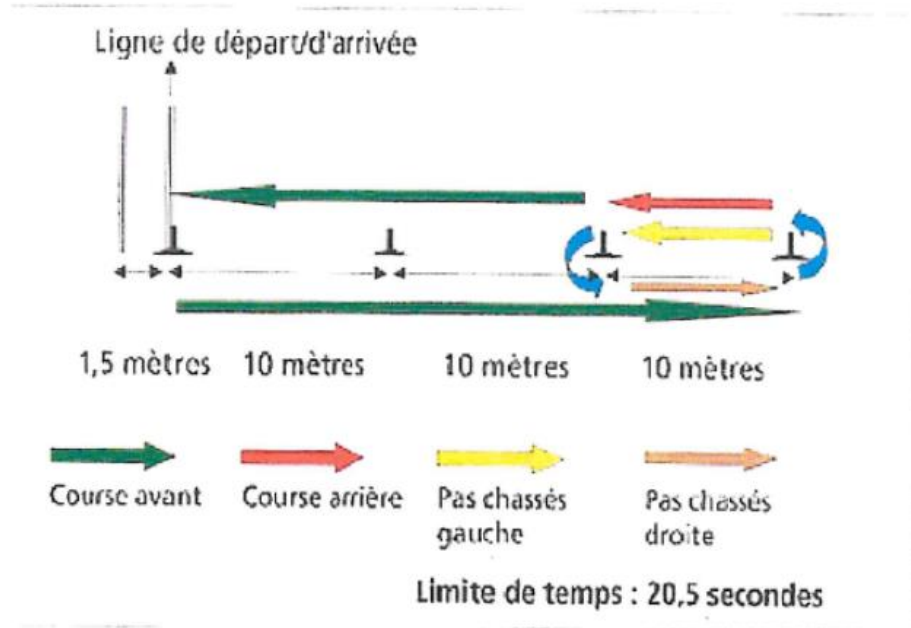 Ligne de départ/d'arrivée
1,5 mètres 10 mètres 10 mètres 10 mètres
Course avant Course arrière Pas chassés gauche Pas chassés droite
Limite de temps : 20,5 secondes